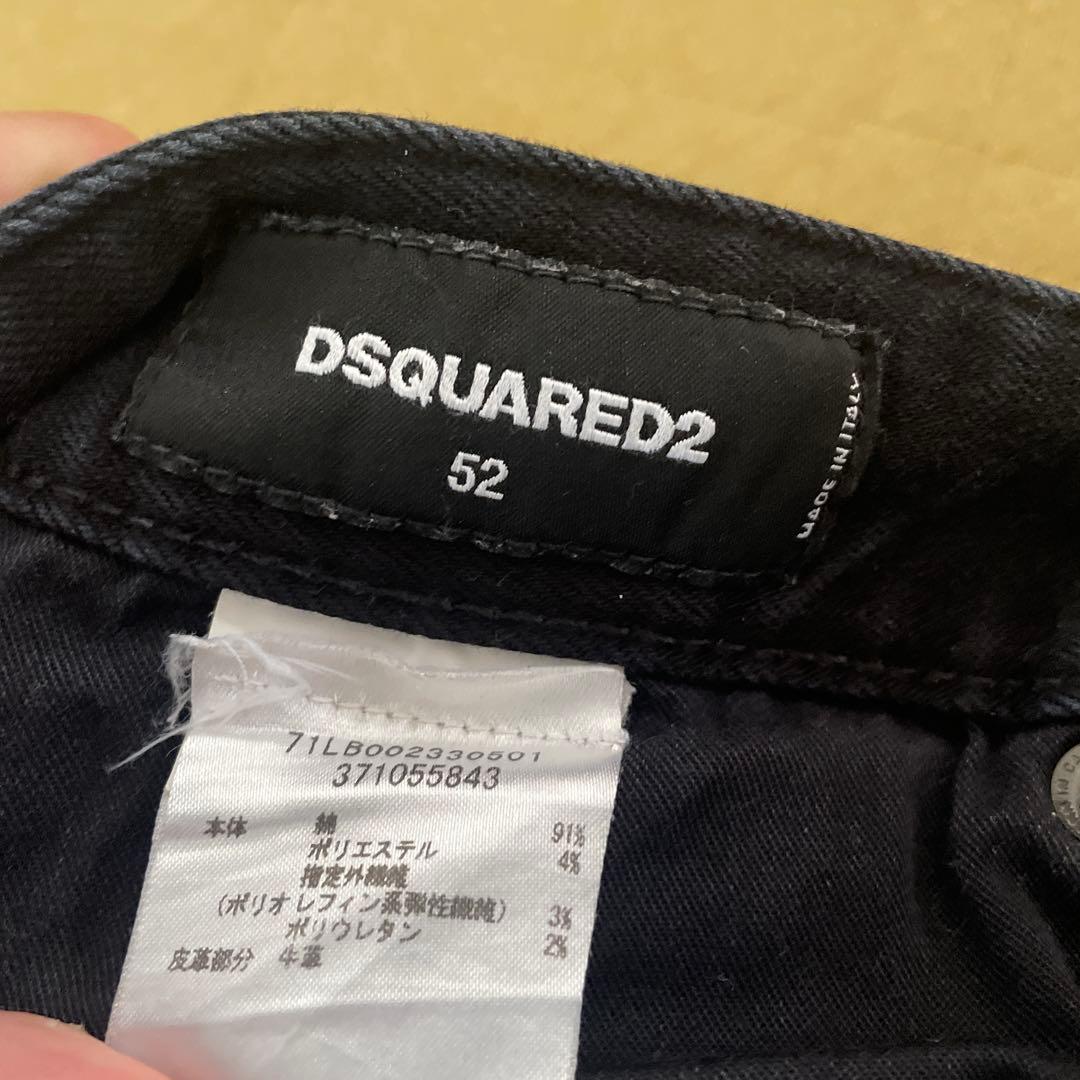 DSQUARED2
52
MADE IN ITALY
71LB002330501
371055843
本体 綿 91%
ポリエステル 4%
指定外繊維
(ポリオレフィン系弾性繊維) 3%
ポリウレタン 2%
皮革部分 牛革